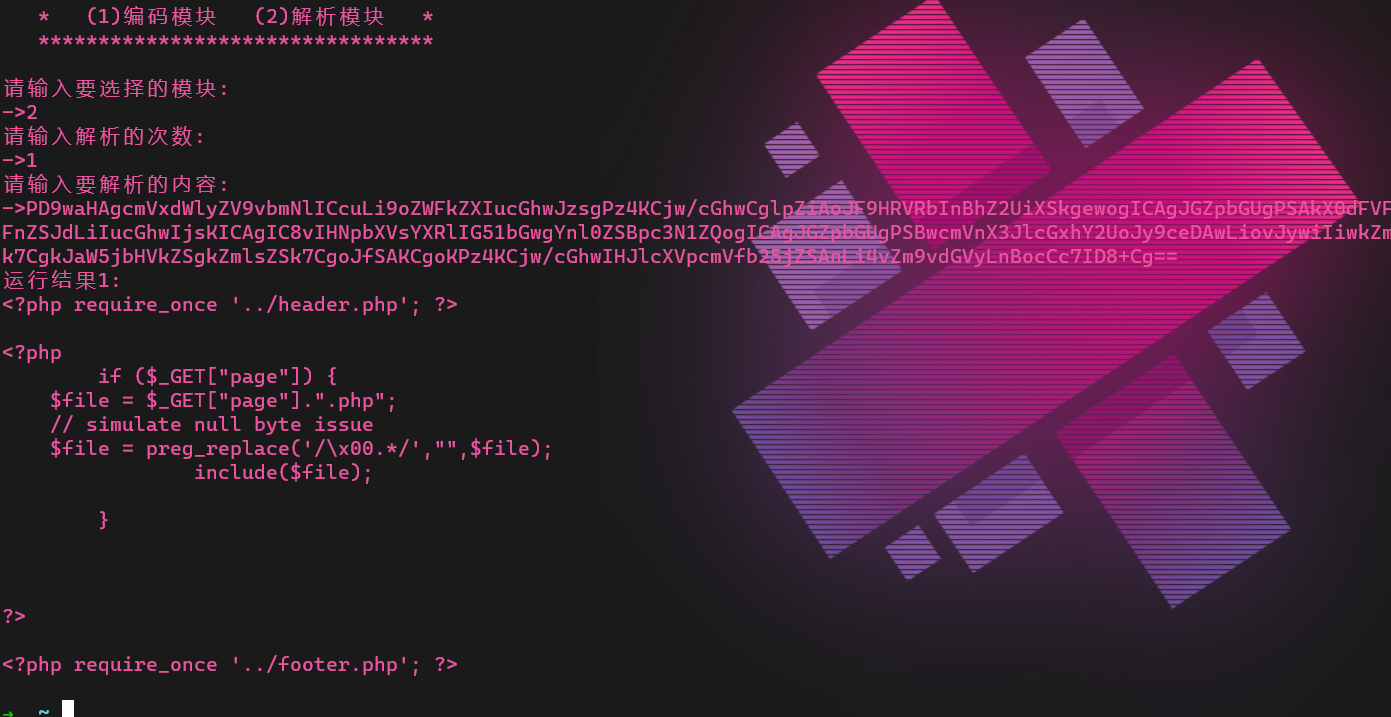 * (1)编码模块 (2)解析模块 *
*********************************
请输入要选择的模块:
->2
请输入解析的次数:
->1
请输入要解析的内容:
->PD9waHAgcmVxdWlyZV9vbmNlICcuLi9oZWFkZXIucGhwJzsgPz4KCjw/cGhwCglpZiAoJF9HRVRbInBhZ2UiXSkgewogICAgJGZpbGUgPSAkX0dFVF
FnZSJdLiIucGhwIjsKICAgIC8vIHNpbXVsYXRlIG51bGwgYnl0ZSBpc3N1ZQogICAgJGZpbGUgPSBwcmVnX3JlcGxhY2UoJy9ceDAwLiovJywiIiwkZm
k7CgkJaW5jbHVkZSgkZmlsZSk7CgoJfSAKCgoKPz4KCjw/cGhwIHJlcXVpcmVfb25jZSAnLi4vZm9vdGVyLnBocCc7ID8+Cg==
运行结果1:
<?php require_once '../header.php'; ?>
<?php
if ($_GET["page"]) {
$file = $_GET["page"].".php";
// simulate null byte issue
$file = preg_replace('/\x00.*/',"",$file);
include($file);
}
?>
<?php require_once '../footer.php'; ?>
→ ~